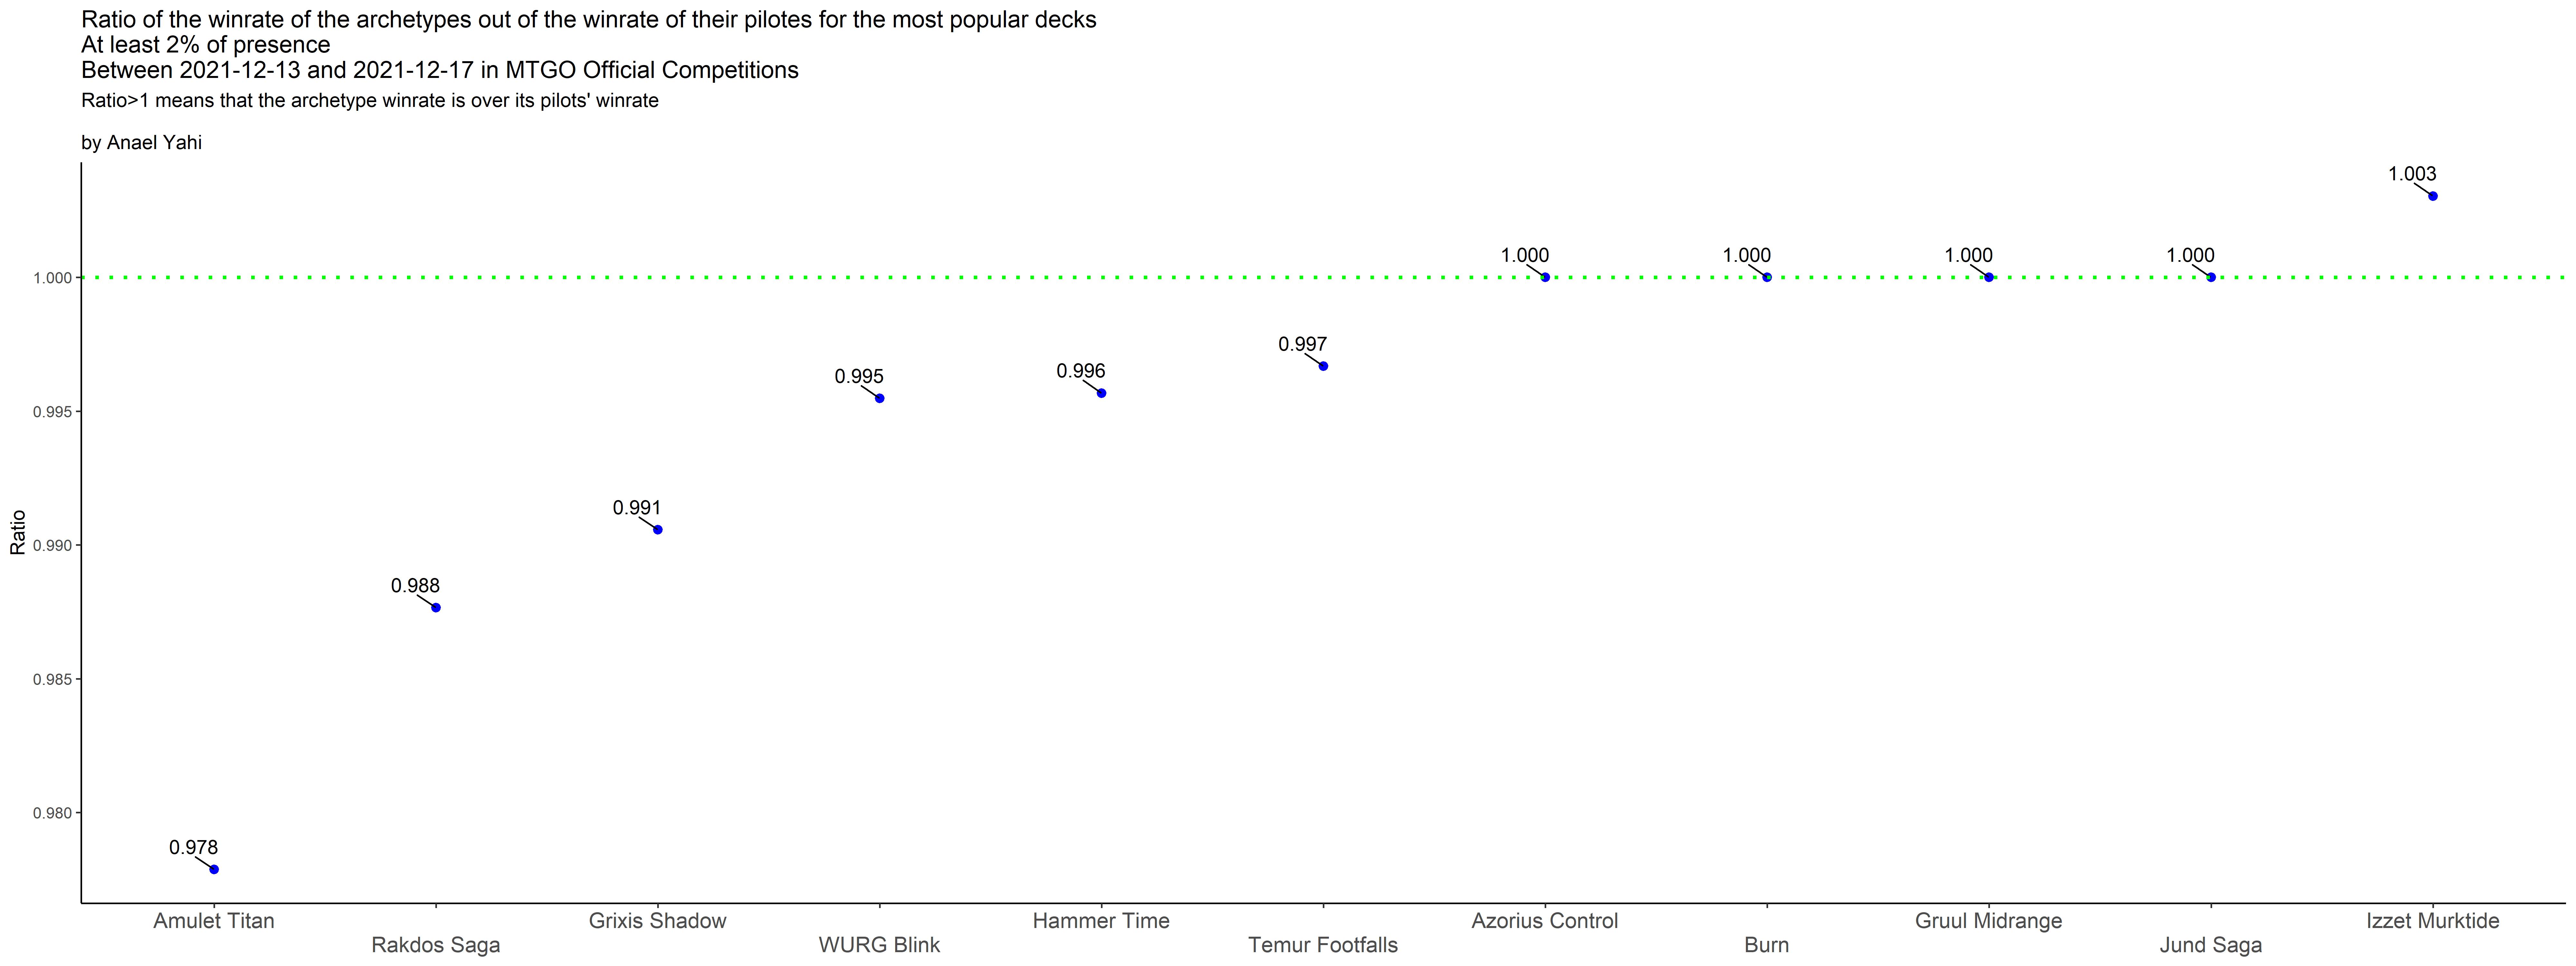 Ratio of the winrate of the archetypes out of the winrate of their pilotes for the most popular decks
At least 2% of presence
Between 2021-12-13 and 2021-12-17 in MTGO Official Competitions
Ratio>1 means that the archetype winrate is over its pilots' winrate
by Anael Yahi
1.003
1.000
1.000
1.000
1.000
1.000
0.997
0.996
0.995
0.995
0.991
0.990
Ratio
0.988
0.985
0.980
0.978
Amulet Titan
Rakdos Saga
Grixis Shadow
WURG Blink
Hammer Time
Temur Footfalls
Azorius Control
Burn
Gruul Midrange
Jund Saga
Izzet Murktide